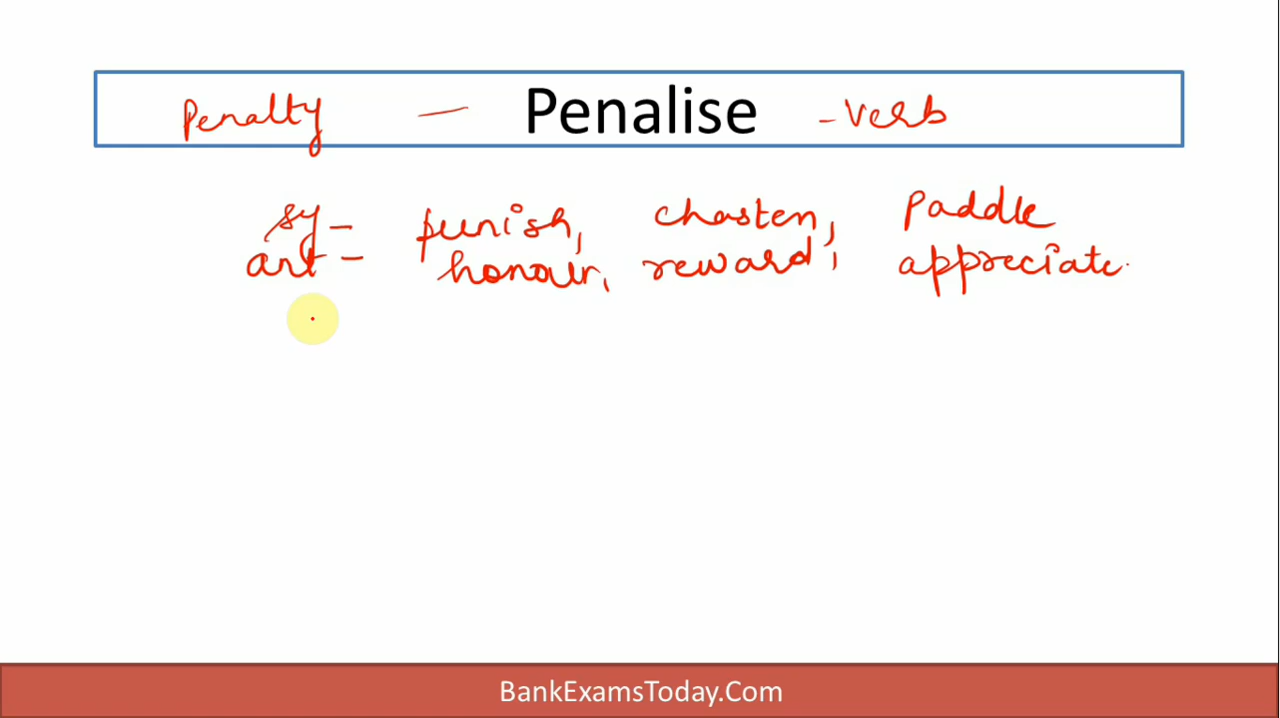 Penalty — Penalise - Verb
sy - punish, chasten, Paddle
ant - honour, reward, appreciate.
BankExamsToday.Com